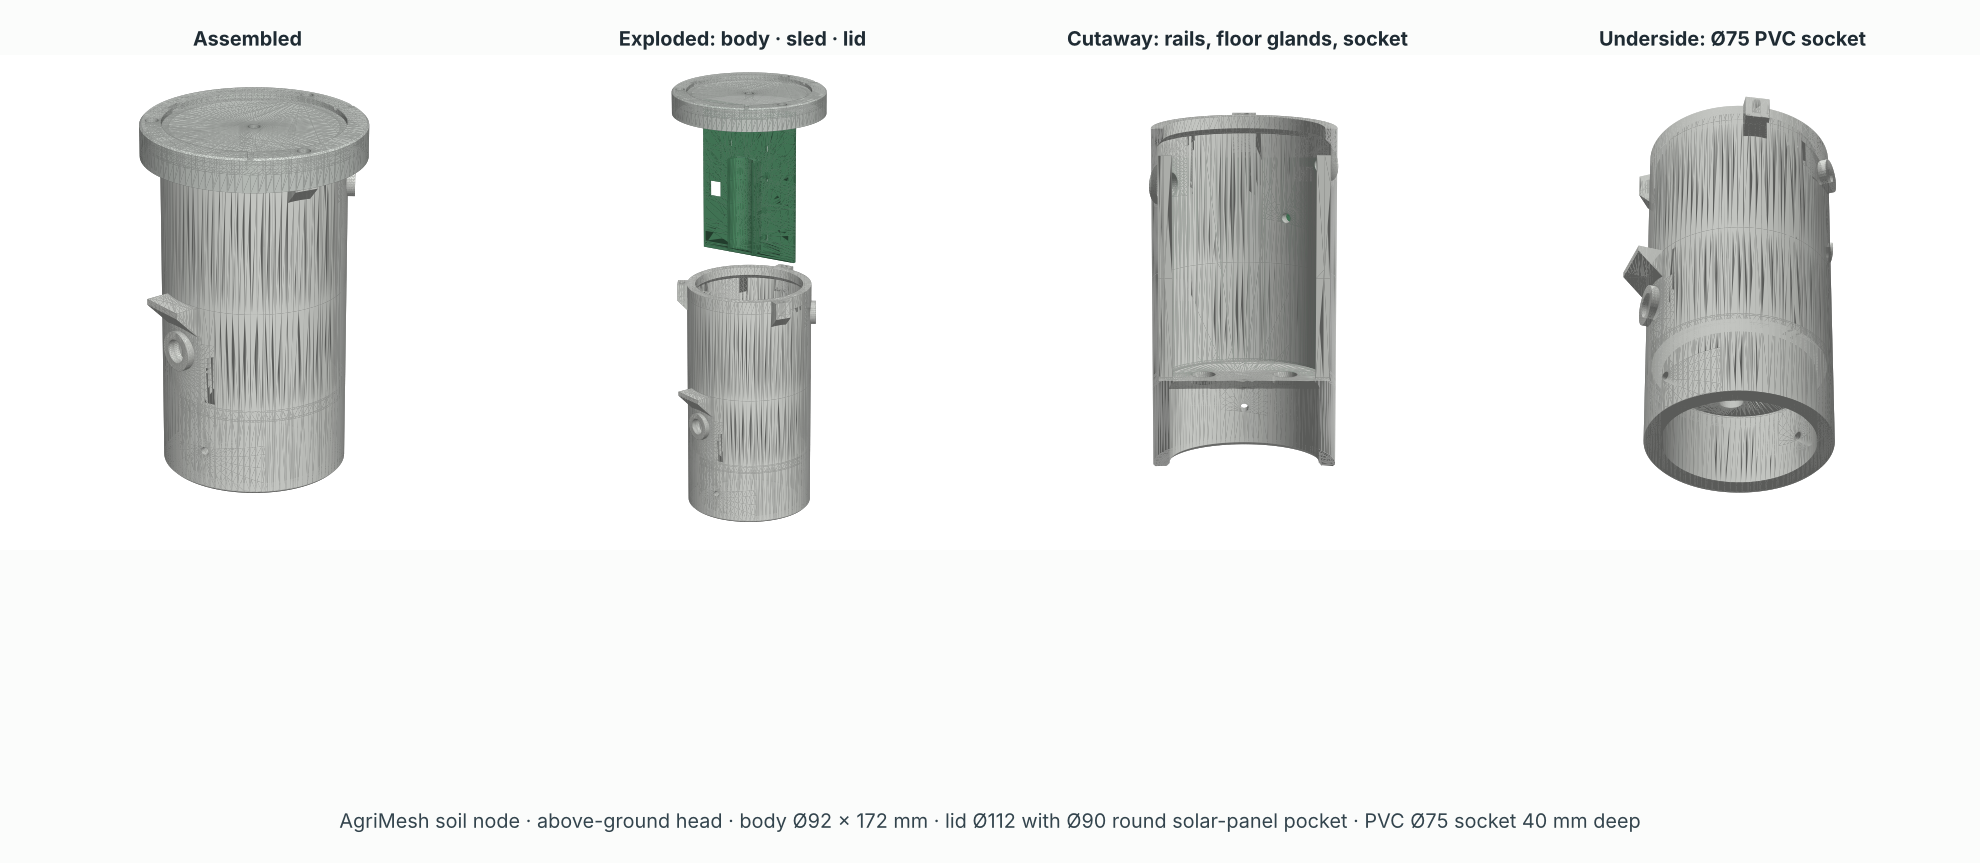 Assembled
Exploded: body · sled · lid
Cutaway: rails, floor glands, socket
Underside: Ø75 PVC socket
AgriMesh soil node · above-ground head · body Ø92 × 172 mm · lid Ø112 with Ø90 round solar-panel pocket · PVC Ø75 socket 40 mm deep